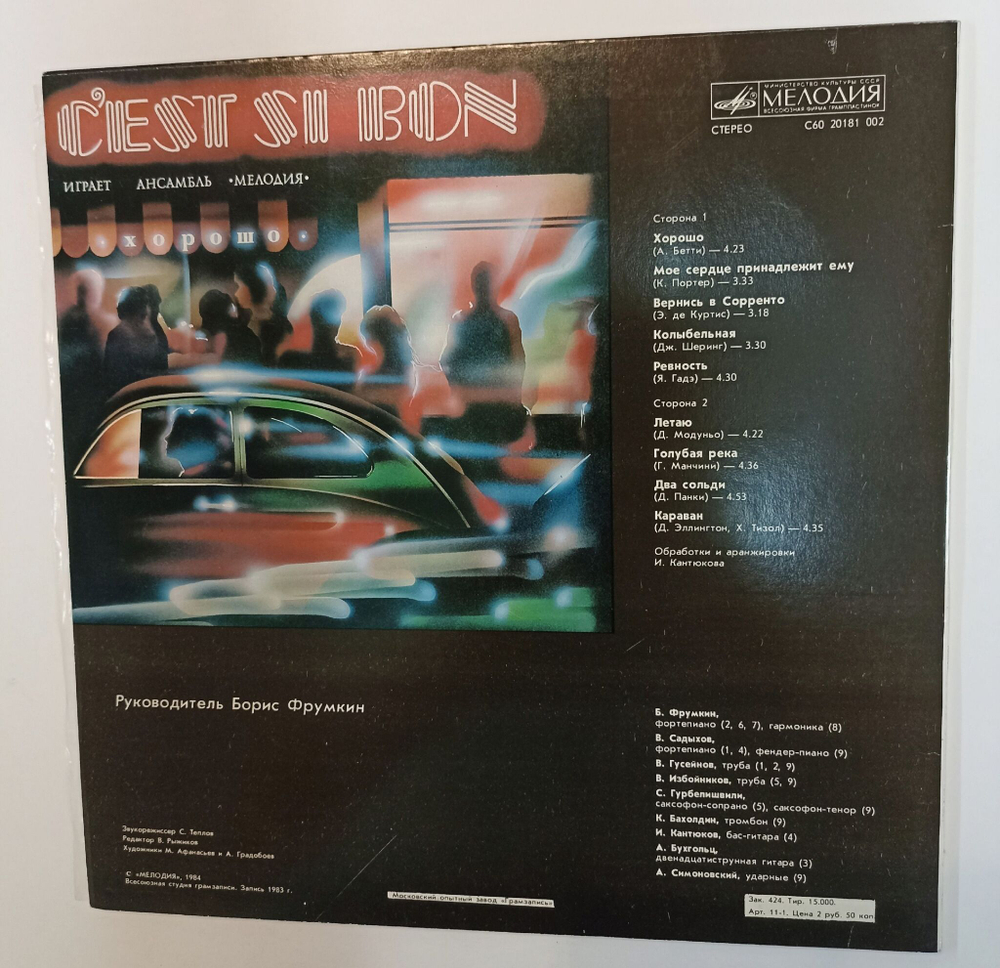 C'EST SI BON
ИГРАЕТ АНСАМБЛЬ •МЕЛОДИЯ•
• хорошо •
МИНИСТЕРСТВО КУЛЬТУРЫ СССР
МЕЛОДИЯ
ВСЕСОЮЗНАЯ ФИРМА ГРАМПЛАСТИНОК
СТЕРЕО С60 20181 002
Сторона 1
Хорошо
(А. Бетти) — 4.23
Мое сердце принадлежит ему
(К. Портер) — 3.33
Вернись в Сорренто
(Э. де Куртис) — 3.18
Колыбельная
(Дж. Ширинг) — 3.30
Ревность
(Я. Гадэ) — 4.30
Сторона 2
Летаю
(Д. Модуньо) — 4.22
Голубая река
(Г. Манчини) — 4.36
Два сольди
(Д. Панки) — 4.53
Караван
(Д. Эллингтон, Х. Тизол) — 4.35
Обработки и аранжировки
И. Кантюкова
Руководитель Борис Фрумкин
Б. Фрумкин,
фортепиано (2, 6, 7), гармоника (8)
В. Садыхов,
фортепиано (1, 4), фендер-пиано (9)
В. Гусейнов, труба (1, 2, 9)
В. Избойников, труба (5, 9)
С. Гурбелишвили,
саксофон-сопрано (5), саксофон-тенор (9)
К. Бахолдин, тромбон (9)
И. Кантюков, бас-гитара (4)
А. Бухгольц,
двенадцатиструнная гитара (3)
А. Симоновский, ударные (9)
Звукорежиссер С. Теплов
Редактор В. Рыжиков
Художники М. Афанасьев и А. Градобоев
© «МЕЛОДИЯ», 1984
Всесоюзная студия грамзаписи. Запись 1983 г.
Московский опытный завод «Грамзапись»
Зак. 424. Тир. 15.000.
Арт. 11-1. Цена 2 руб. 50 коп